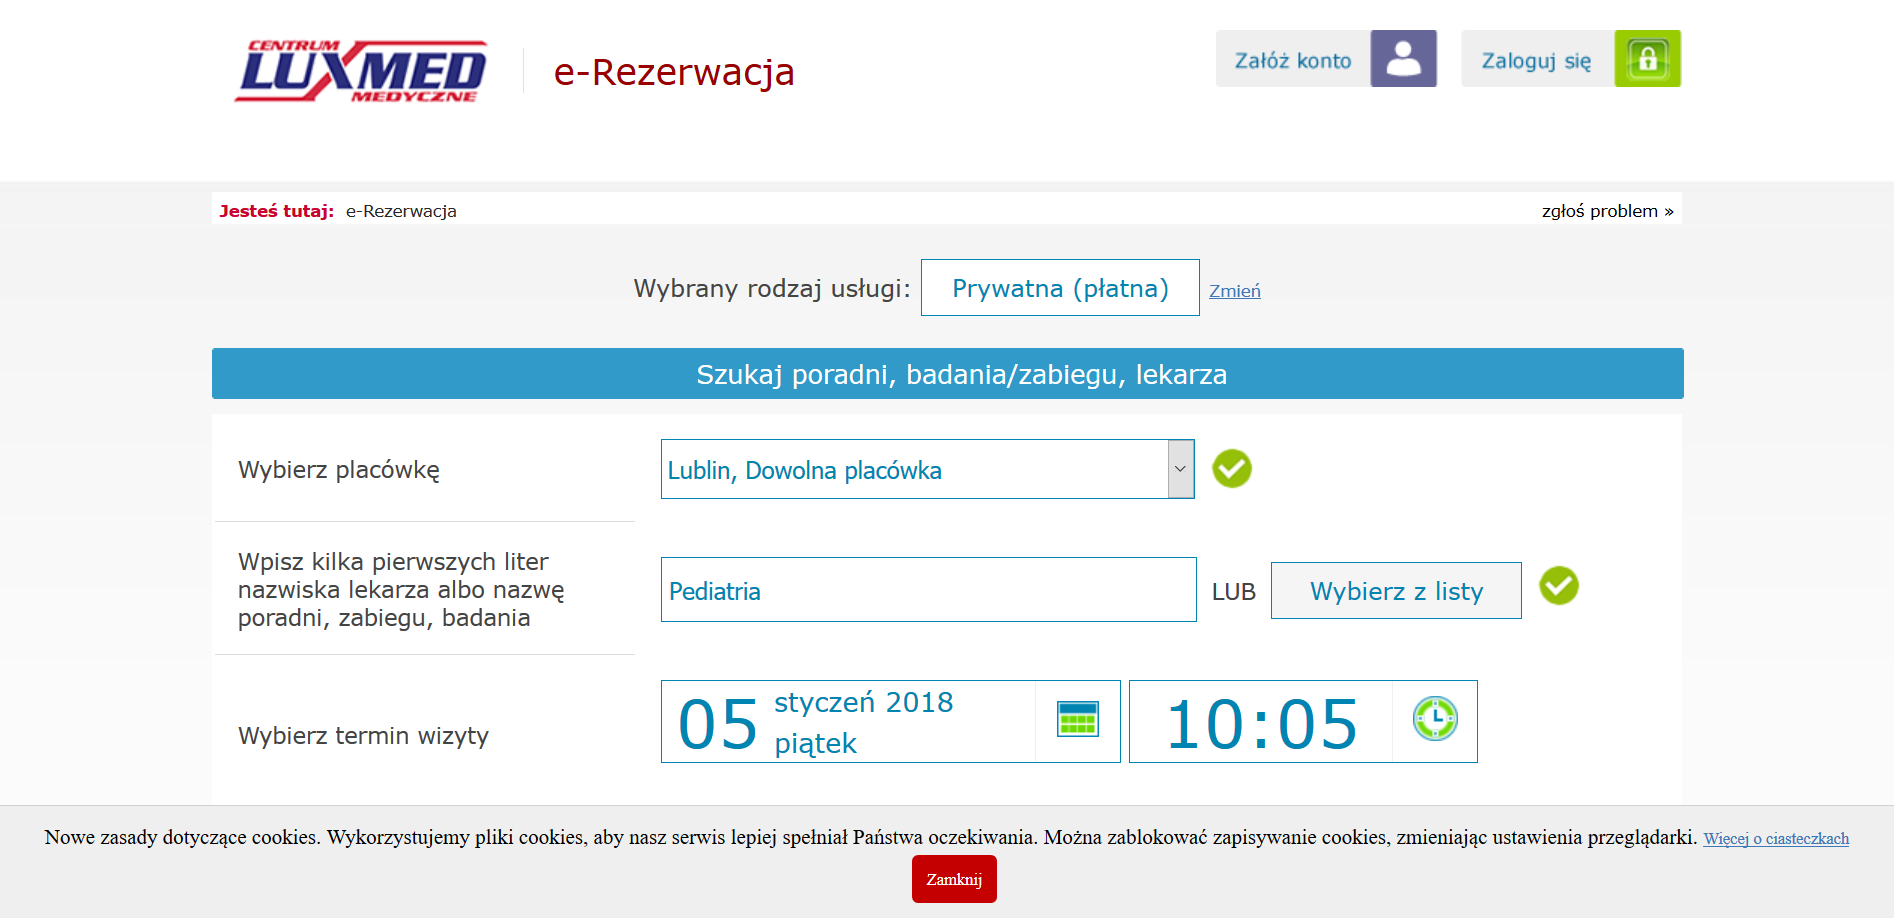 CENTRUM
LUXMED
MEDYCZNE
e-Rezerwacja
Załóż konto
Zaloguj się
Jesteś tutaj: e-Rezerwacja
zgłoś problem »
Wybrany rodzaj usługi: Prywatna (płatna) Zmień
Szukaj poradni, badania/zabiegu, lekarza
Wybierz placówkę
Lublin, Dowolna placówka
Wpisz kilka pierwszych liter
nazwiska lekarza albo nazwę
poradni, zabiegu, badania
Pediatria
LUB
Wybierz z listy
Wybierz termin wizyty
05
styczeń 2018
piątek
10:05
Nowe zasady dotyczące cookies. Wykorzystujemy pliki cookies, aby nasz serwis lepiej spełniał Państwa oczekiwania. Można zablokować zapisywanie cookies, zmieniając ustawienia przeglądarki. Więcej o ciasteczkach
Zamknij